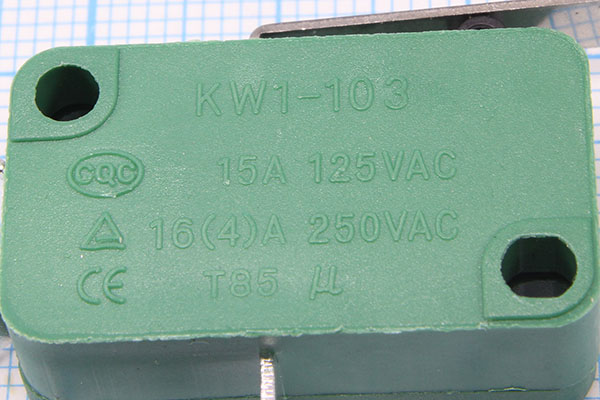 KW1-103
CQC 15A 125VAC
16(4)A 250VAC
CE T85 μ